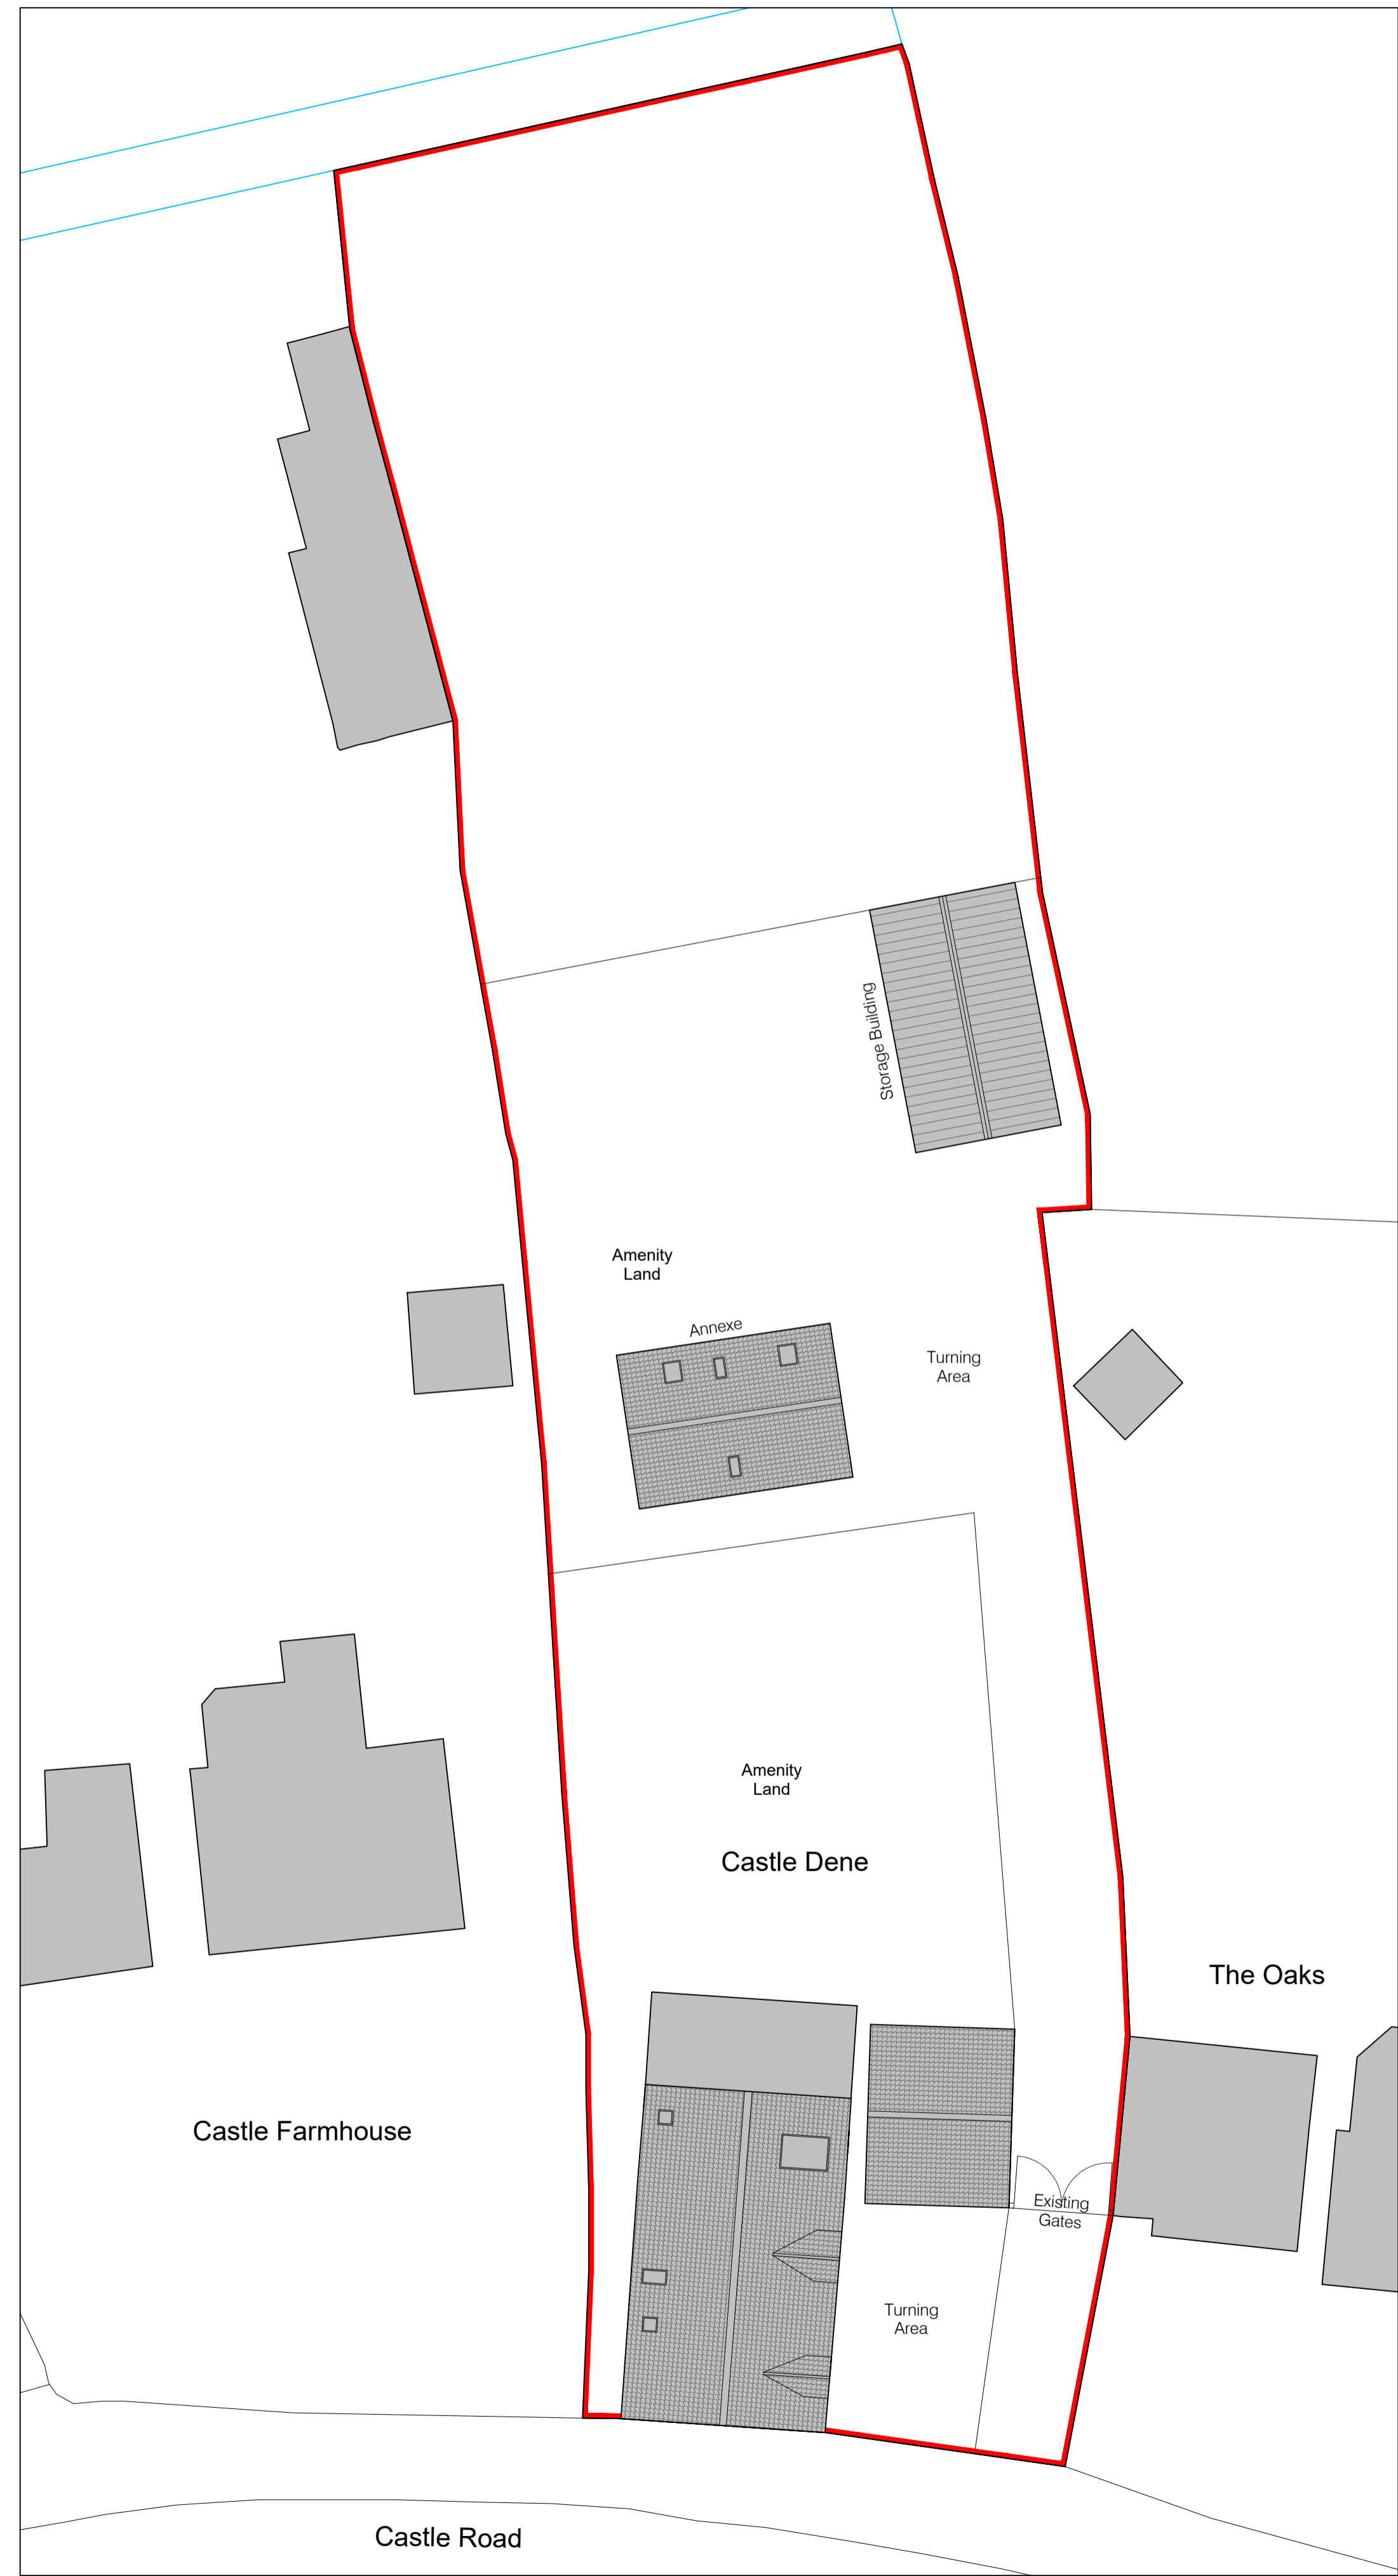 Storage Building
Amenity
Land
Annexe
Turning
Area
Amenity
Land
Castle Dene
The Oaks
Castle Farmhouse
Existing
Gates
Turning
Area
Castle Road